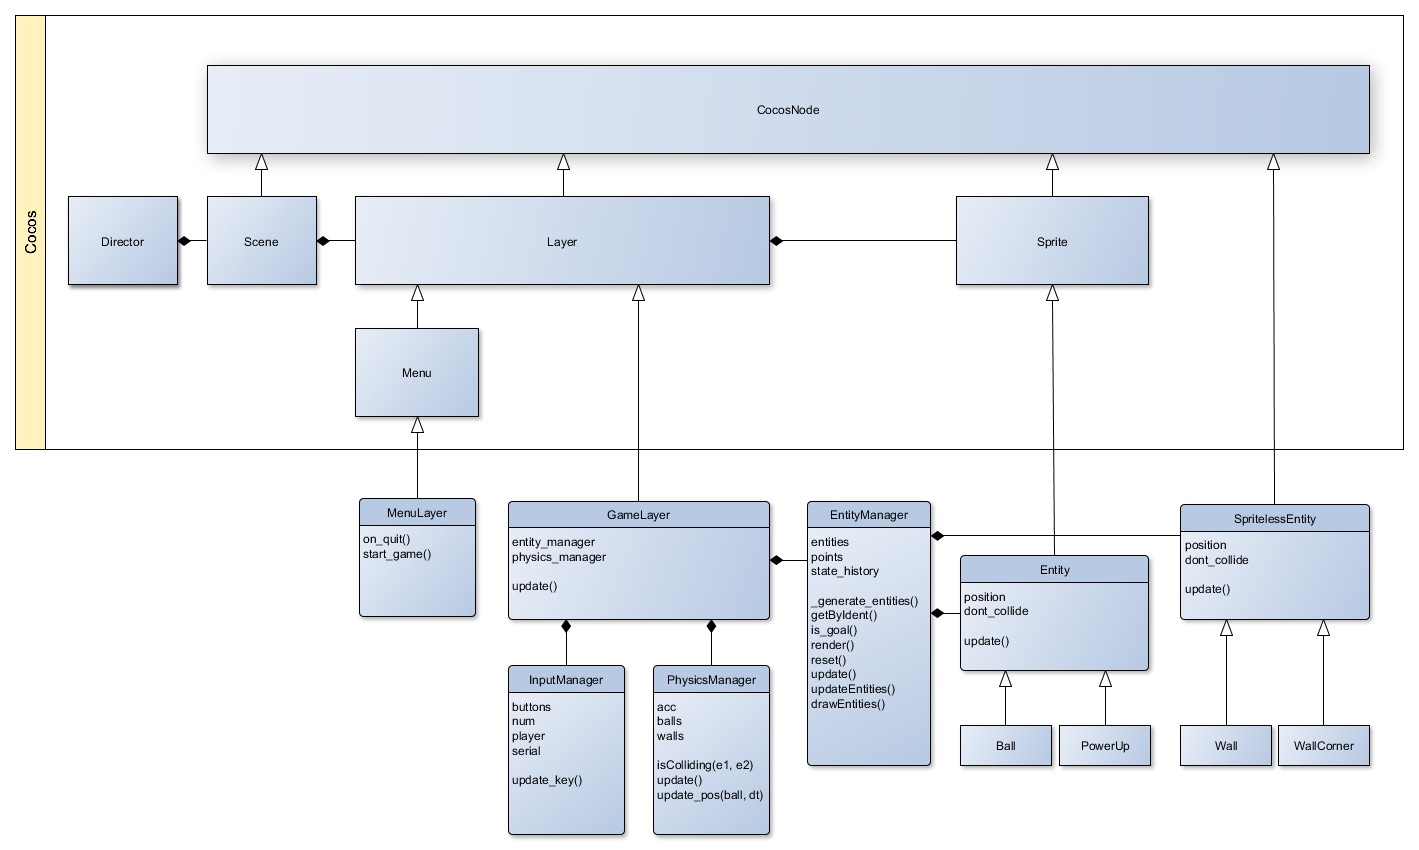 Cocos
CocosNode
Director
Scene
Layer
Sprite
Menu
MenuLayer
on_quit()
start_game()
GameLayer
entity_manager
physics_manager
update()
EntityManager
entities
points
state_history
_generate_entities()
getByIdent()
is_goal()
render()
reset()
update()
updateEntities()
drawEntities()
SpritelessEntity
position
dont_collide
update()
Entity
position
dont_collide
update()
InputManager
buttons
num
player
serial
update_key()
PhysicsManager
acc
balls
walls
isColliding(e1, e2)
update()
update_pos(ball, dt)
Ball
PowerUp
Wall
WallCorner